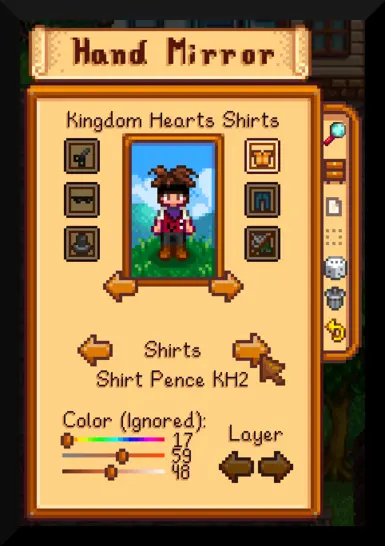 Hand Mirror
Kingdom Hearts Shirts
Shirts
Shirt Pence KH2
Color (Ignored):
17
59
48
Layer